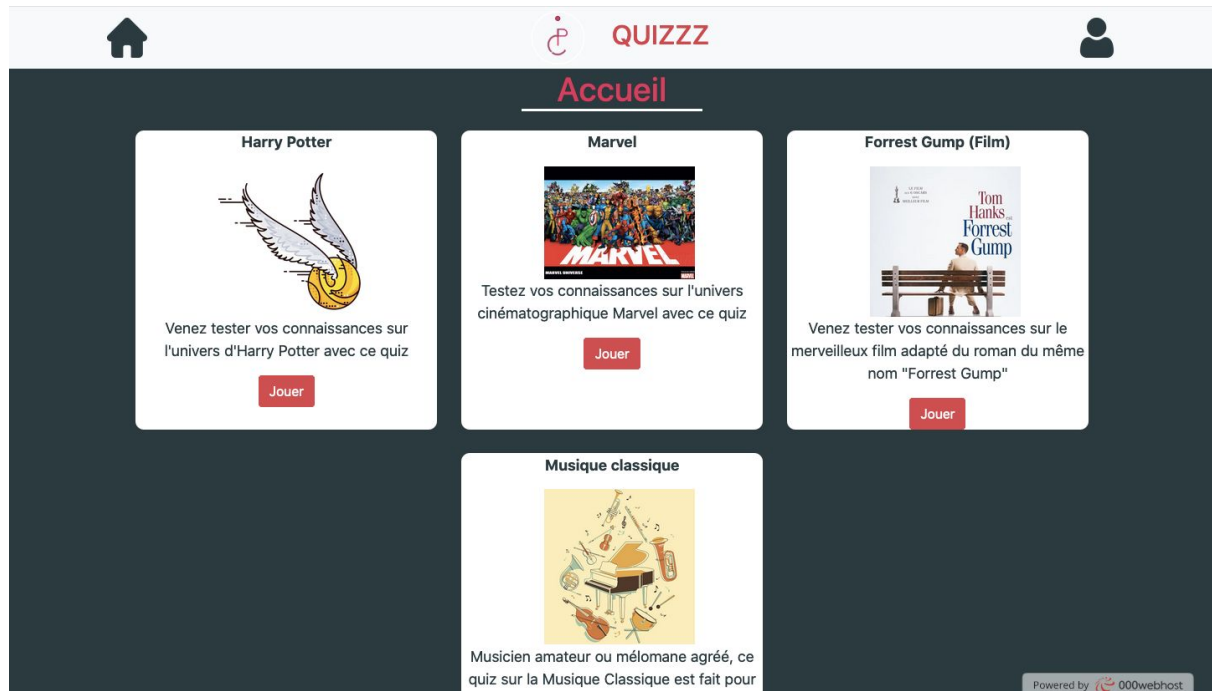 QUIZZZ
Accueil
Harry Potter
Venez tester vos connaissances sur
l'univers d'Harry Potter avec ce quiz
Jouer
Marvel
MARVEL
MARVEL UNIVERSE
MARVEL
Testez vos connaissances sur l'univers
cinématographique Marvel avec ce quiz
Jouer
Forrest Gump (Film)
Tom
Hanks
Forrest
Gump
Venez tester vos connaissances sur le
merveilleux film adapté du roman du même
nom "Forrest Gump"
Jouer
Musique classique
Musicien amateur ou mélomane agréé, ce
quiz sur la Musique Classique est fait pour
Powered by 000webhost